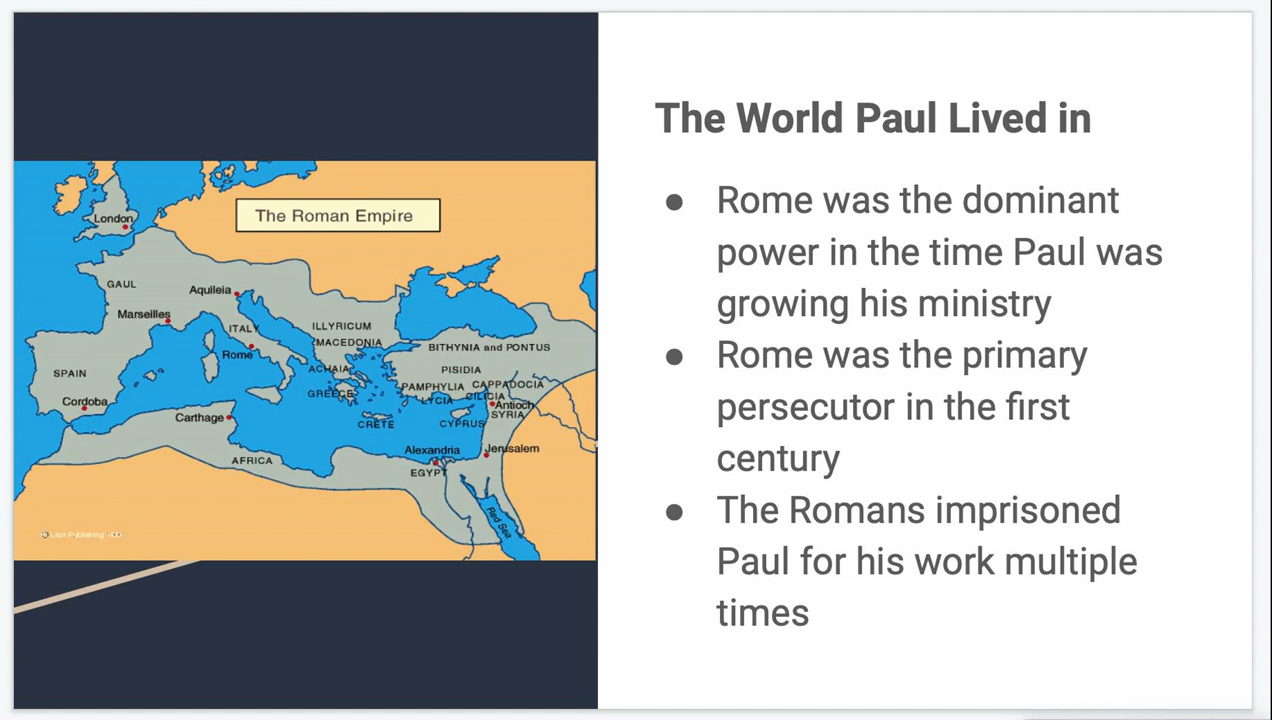 The World Paul Lived in
● Rome was the dominant
power in the time Paul was
growing his ministry
● Rome was the primary
persecutor in the first
century
● The Romans imprisoned
Paul for his work multiple
times
The Roman Empire
London
GAUL
Aquileia
Marseilles
ITALY
ILLYRICUM
Rome
MACEDONIA
BITHYNIA and PONTUS
SPAIN
ACHAIA
PISIDIA
GREECE
PAMPHYLIA
CAPPADOCIA
Cordoba
LYCIA
CILICIA
Antioch
Carthage
SYRIA
CRETE
CYPRUS
Alexandria
Jerusalem
AFRICA
EGYPT
Red Sea
Lion Publishing